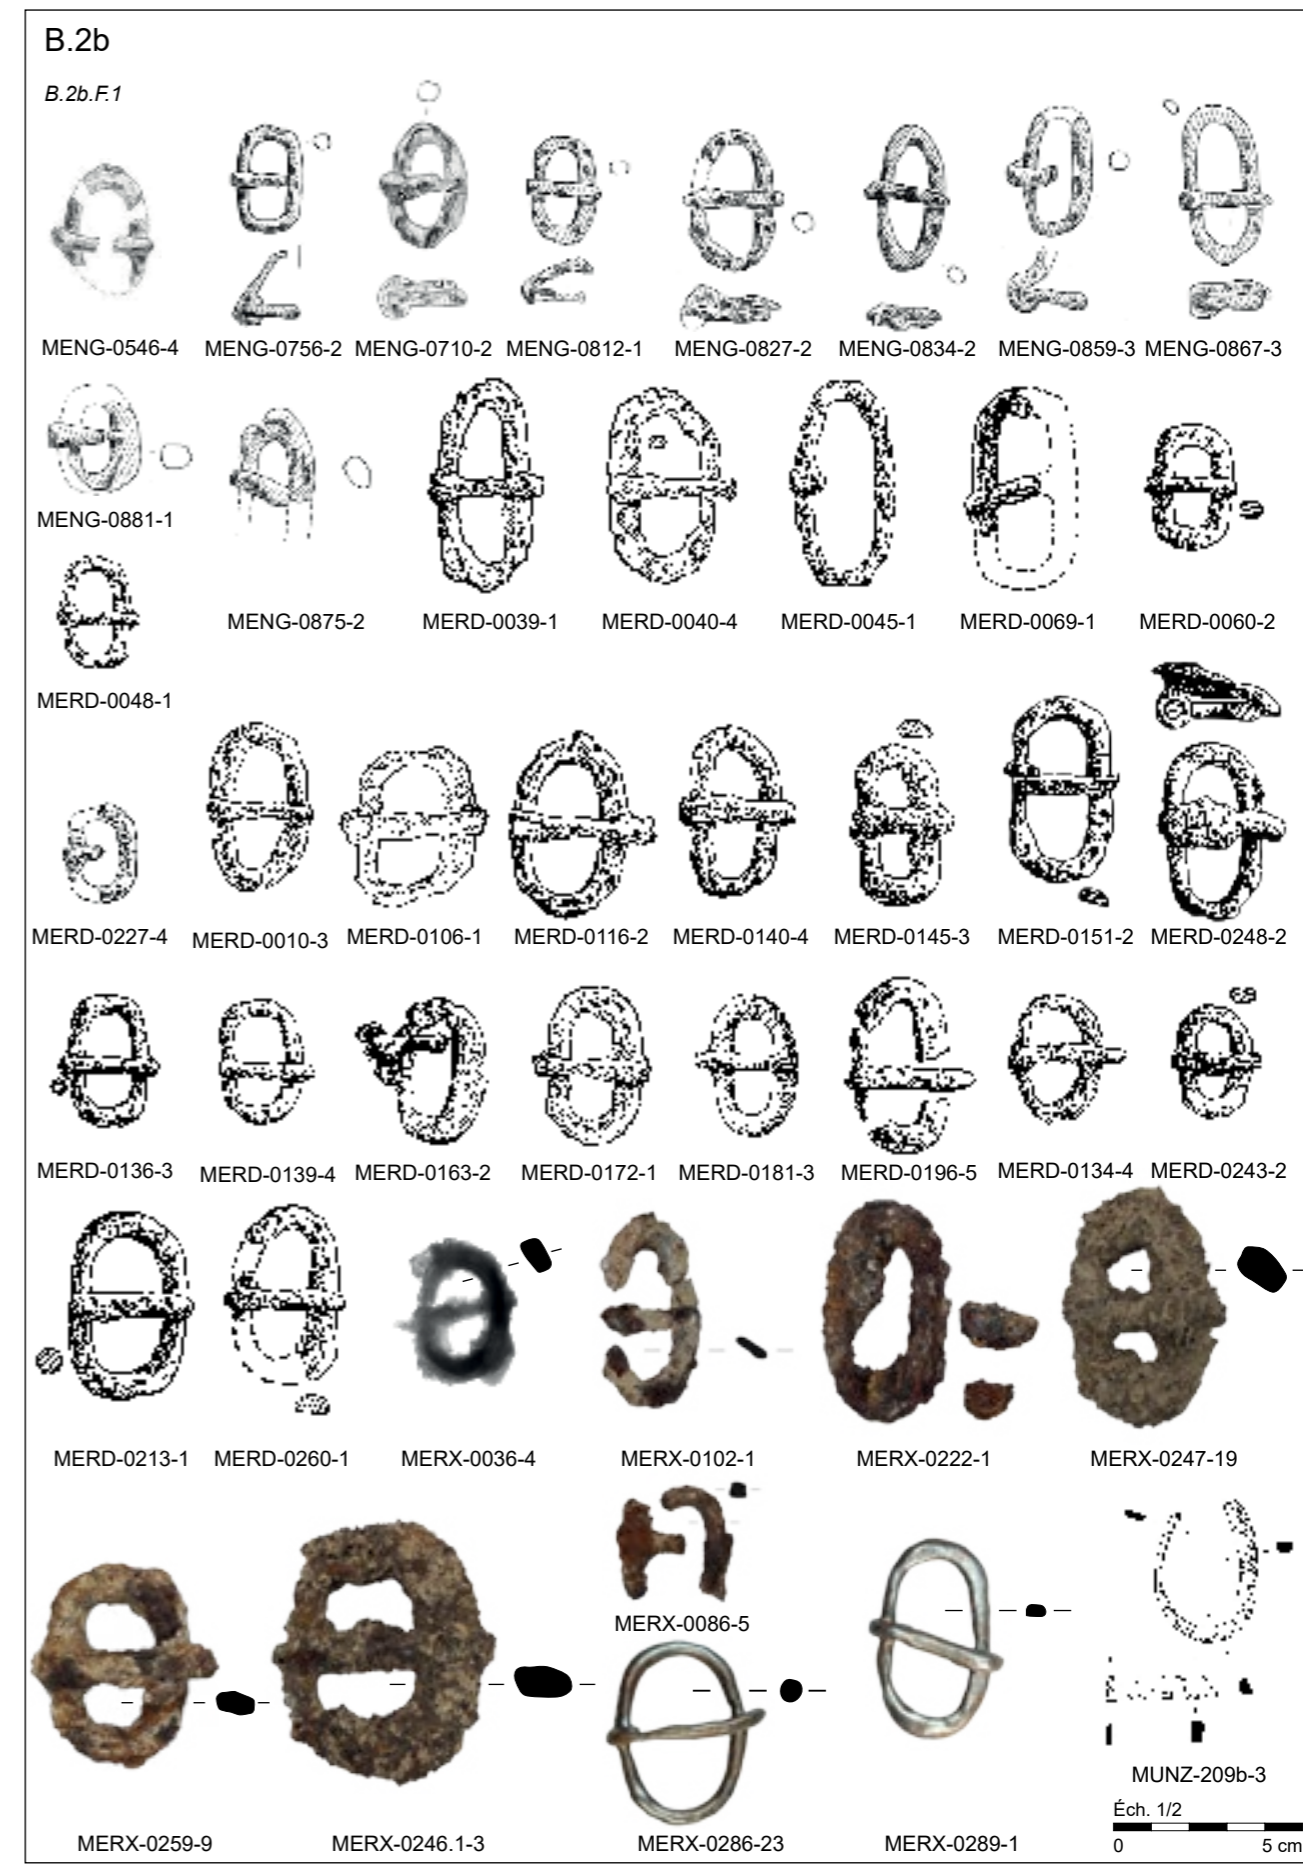 B.2b
B.2b.F.1
MENG-0546-4 MENG-0756-2 MENG-0710-2 MENG-0812-1 MENG-0827-2 MENG-0834-2 MENG-0859-3 MENG-0867-3
MENG-0881-1
MENG-0875-2 MERD-0039-1 MERD-0040-4 MERD-0045-1 MERD-0069-1 MERD-0060-2
MERD-0048-1
MERD-0227-4 MERD-0010-3 MERD-0106-1 MERD-0116-2 MERD-0140-4 MERD-0145-3 MERD-0151-2 MERD-0248-2
MERD-0136-3 MERD-0139-4 MERD-0163-2 MERD-0172-1 MERD-0181-3 MERD-0196-5 MERD-0134-4 MERD-0243-2
MERD-0213-1 MERD-0260-1 MERX-0036-4 MERX-0102-1 MERX-0222-1 MERX-0247-19
MERX-0086-5
MUNZ-209b-3
Éch. 1/2
0 5 cm
MERX-0259-9 MERX-0246.1-3 MERX-0286-23 MERX-0289-1